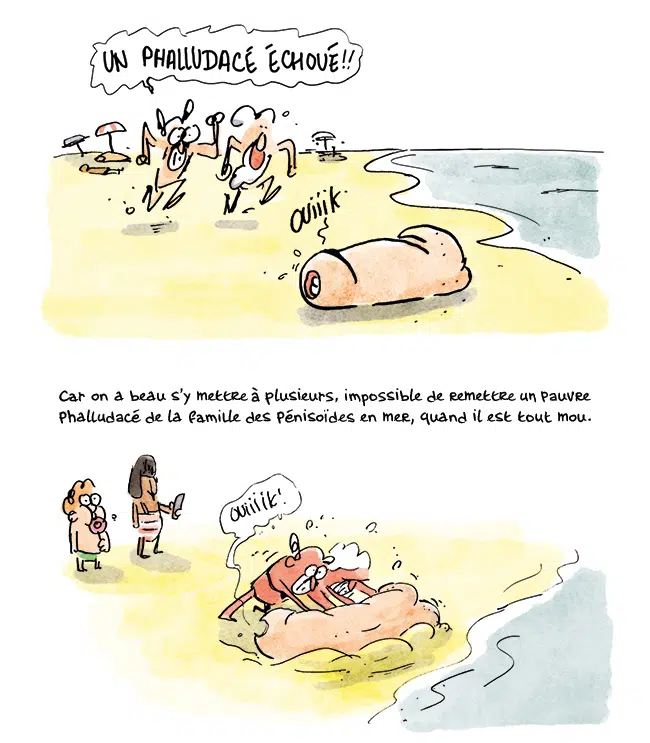 UN PHALLUDACÉ ÉCHOUÉ!!
OUIIIK
Car on a beau s'y mettre à plusieurs, impossible de remettre un pauvre
Phalludacé de la famille des Pénisoïdes en mer, quand il est tout mou.
OUIIIIK!